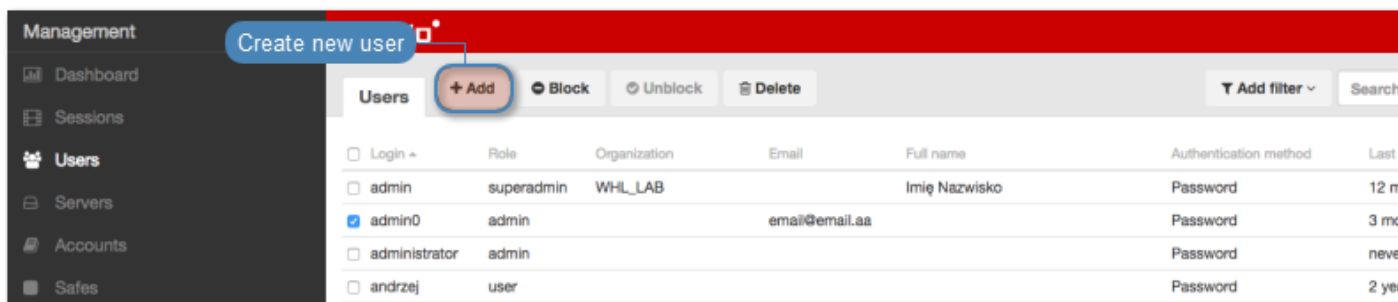 Management
Create new user
Dashboard
Sessions
Users
Servers
Accounts
Safes
Users + Add Block Unblock Delete Add filter Search
Login Role Organization Email Full name Authentication method Last
admin superadmin WHL_LAB Imię Nazwisko Password 12 m
admin0 admin email@email.aa Password 3 mo
administrator admin Password neve
andrzej user Password 2 ye